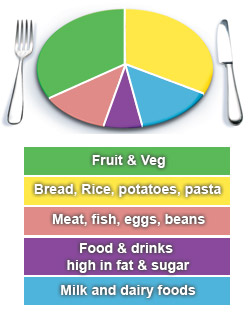 Fruit & Veg
Bread, Rice, potatoes, pasta
Meat, fish, eggs, beans
Food & drinks
high in fat & sugar
Milk and dairy foods